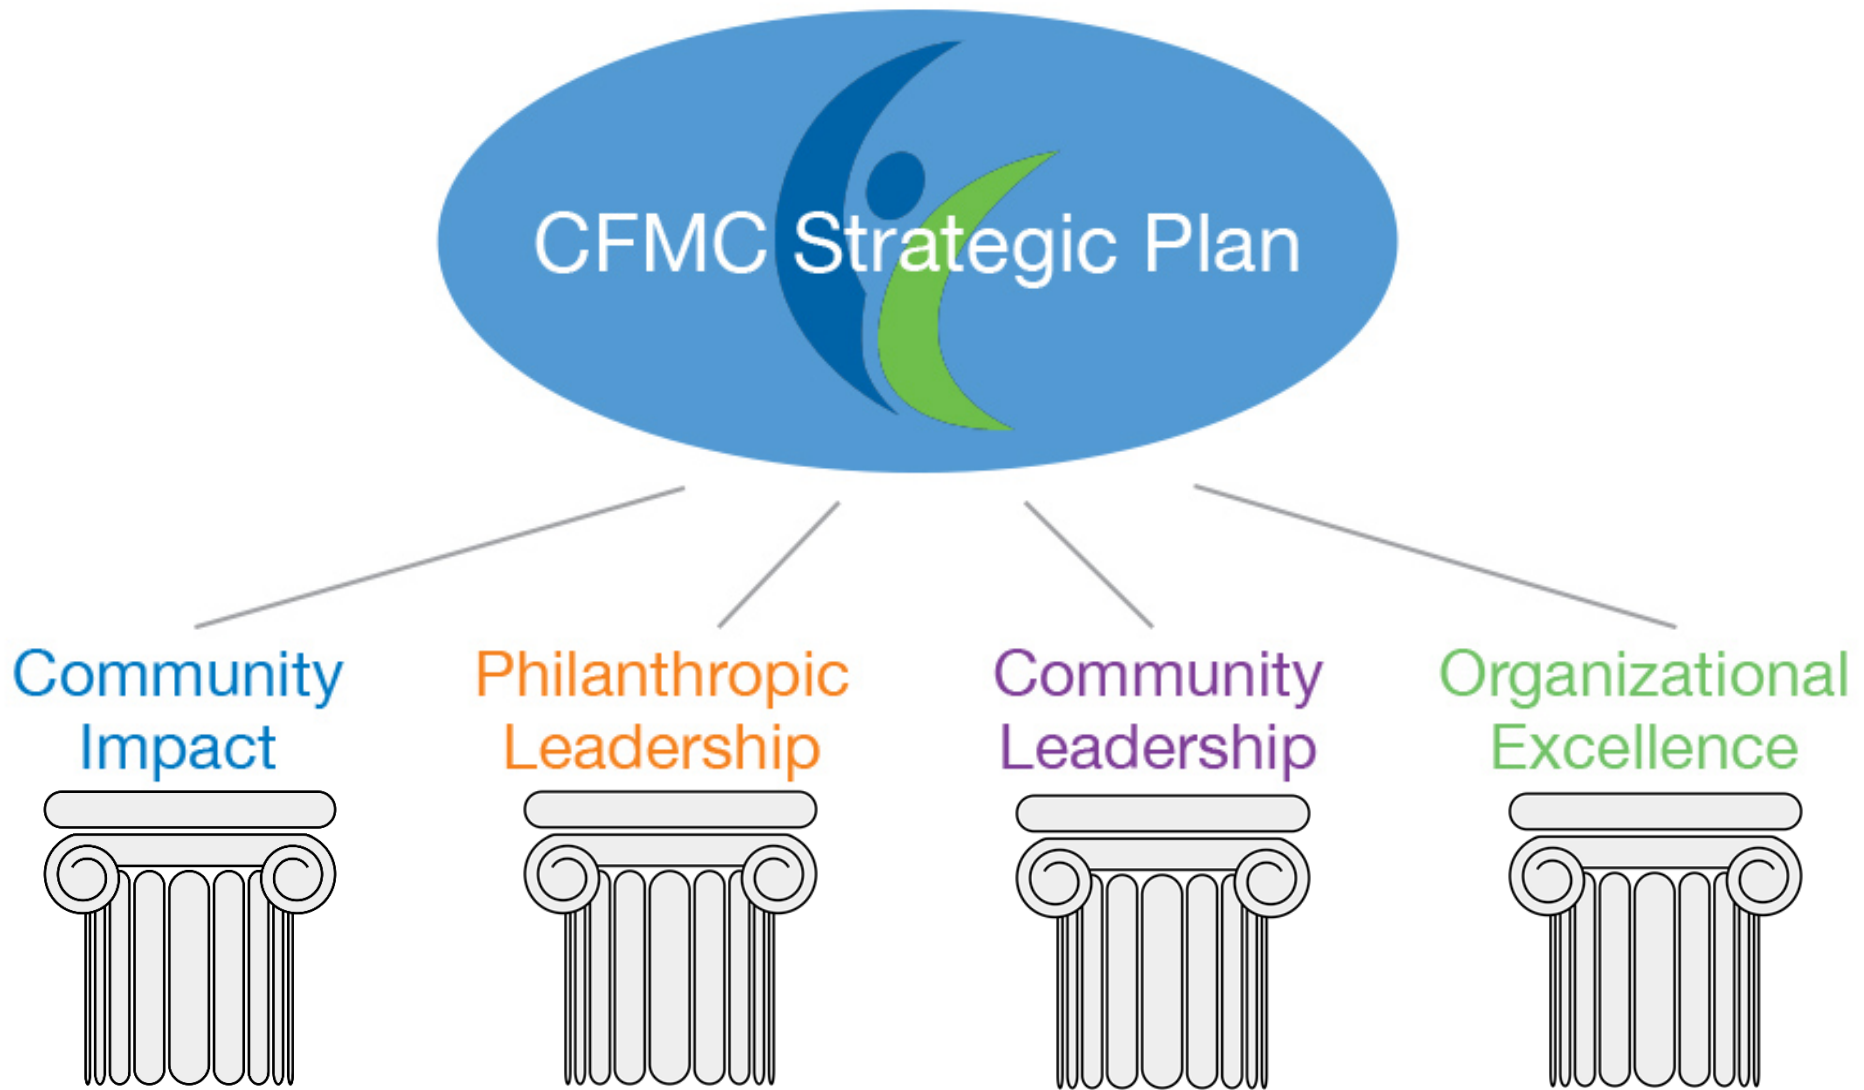 CFMC Strategic Plan
Community
Impact
Philanthropic
Leadership
Community
Leadership
Organizational
Excellence